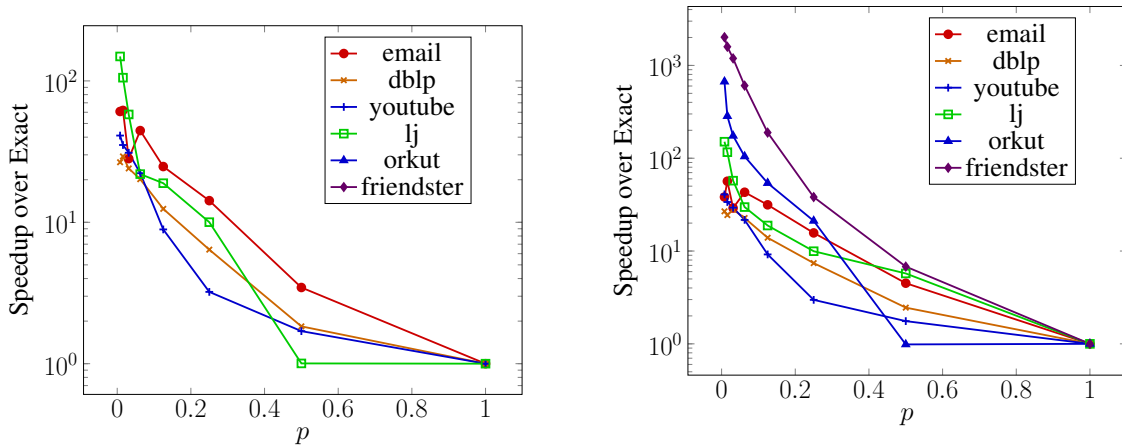 Speedup over Exact
10^2
10^1
10^0
0
0.2
0.4
0.6
0.8
1
p
email
dblp
youtube
lj
orkut
friendster
Speedup over Exact
10^3
10^2
10^1
10^0
0
0.2
0.4
0.6
0.8
1
p
email
dblp
youtube
lj
orkut
friendster